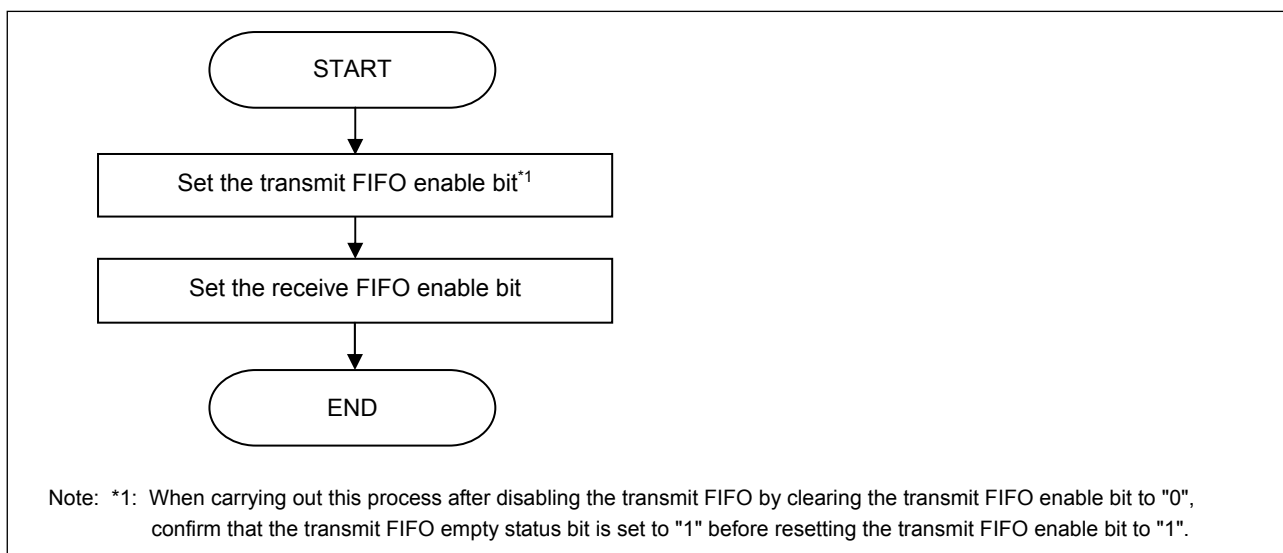 START
Set the transmit FIFO enable bit*1
Set the receive FIFO enable bit
END
Note: *1: When carrying out this process after disabling the transmit FIFO by clearing the transmit FIFO enable bit to "0",
confirm that the transmit FIFO empty status bit is set to "1" before resetting the transmit FIFO enable bit to "1".